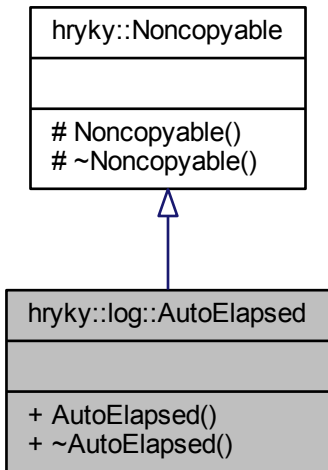 hryky::Noncopyable
# Noncopyable()
# ~Noncopyable()
hryky::log::AutoElapsed
+ AutoElapsed()
+ ~AutoElapsed()